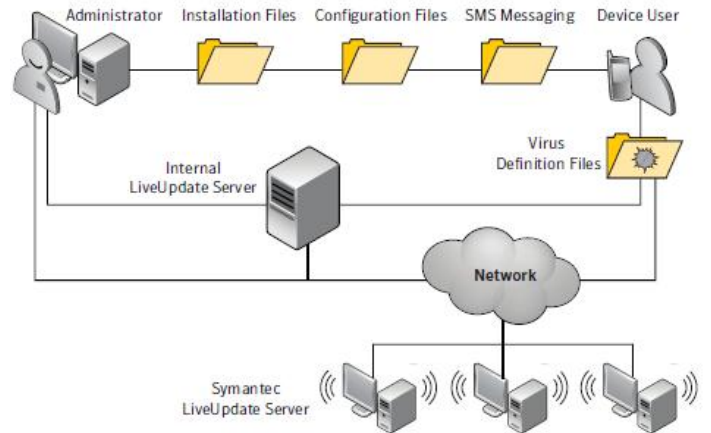 Administrator
Installation Files
Configuration Files
SMS Messaging
Device User
Virus
Definition Files
Internal
LiveUpdate Server
Network
Symantec
LiveUpdate Server